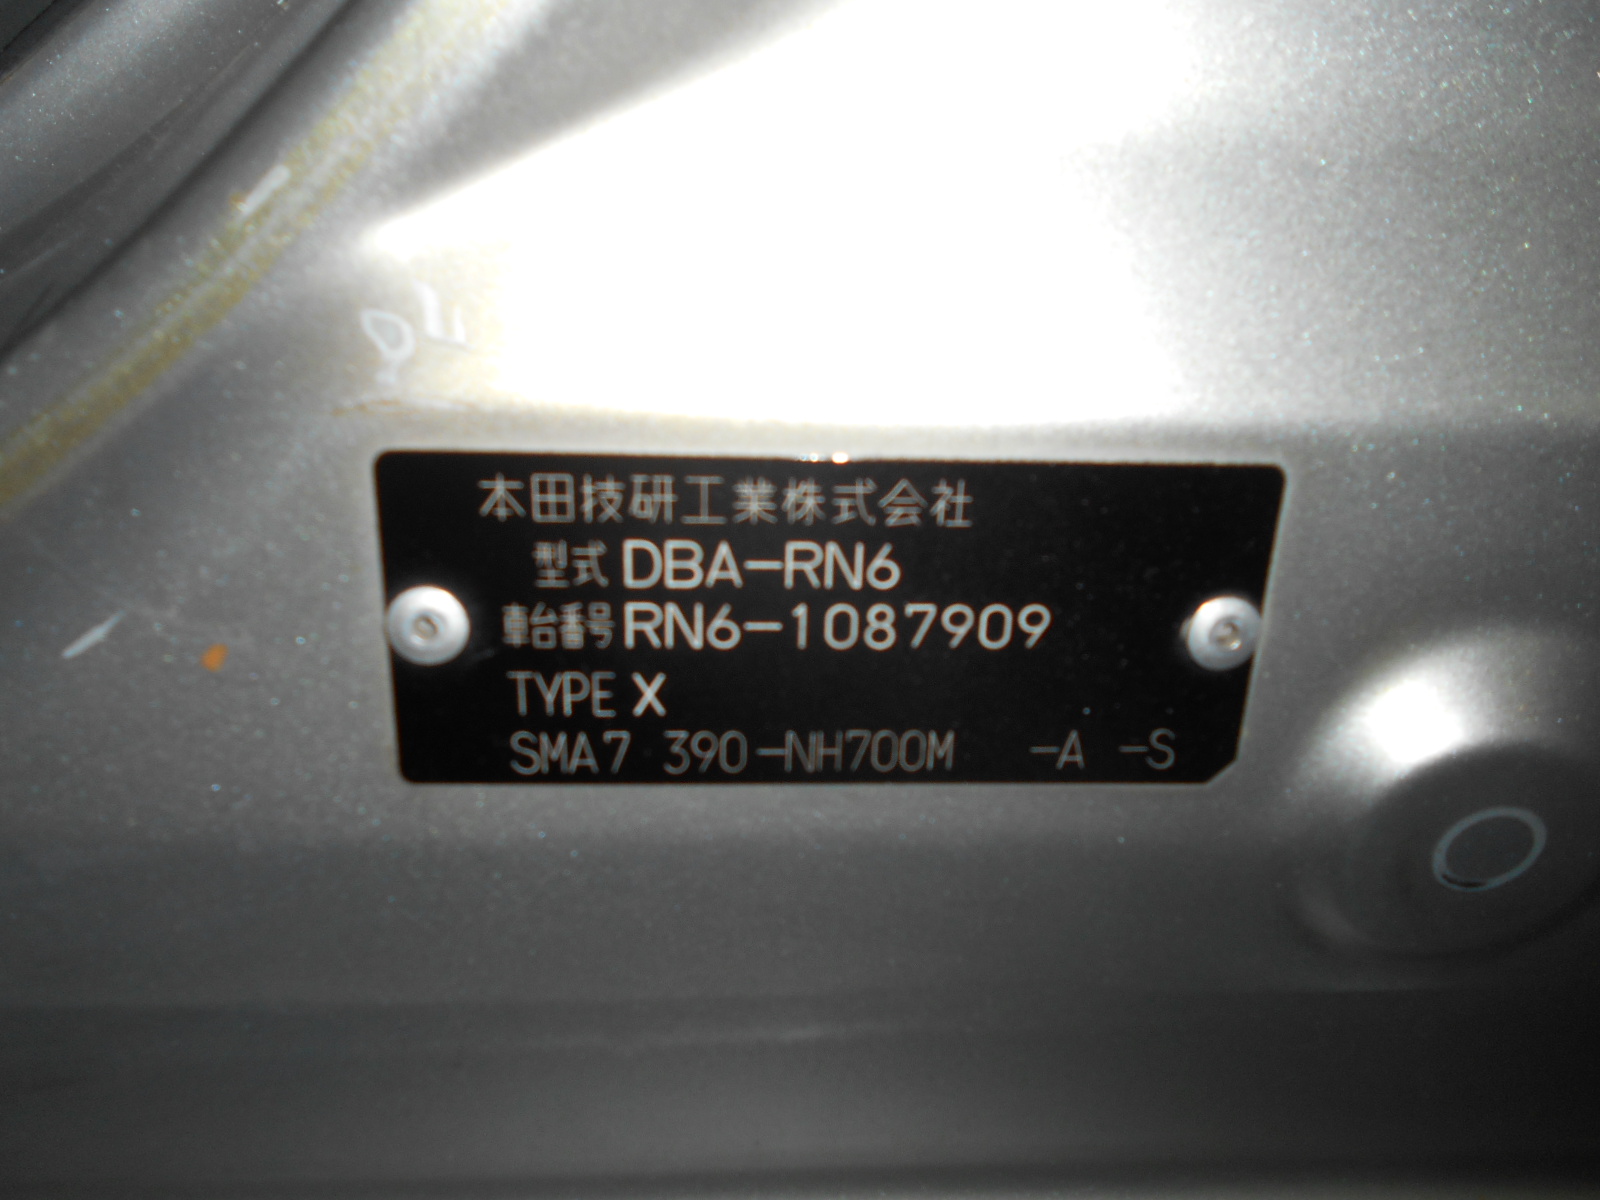 本田技研工業株式会社
型式 DBA-RN6
車台番号 RN6-1087909
TYPE X
SMA7 390-NH700M -A -S